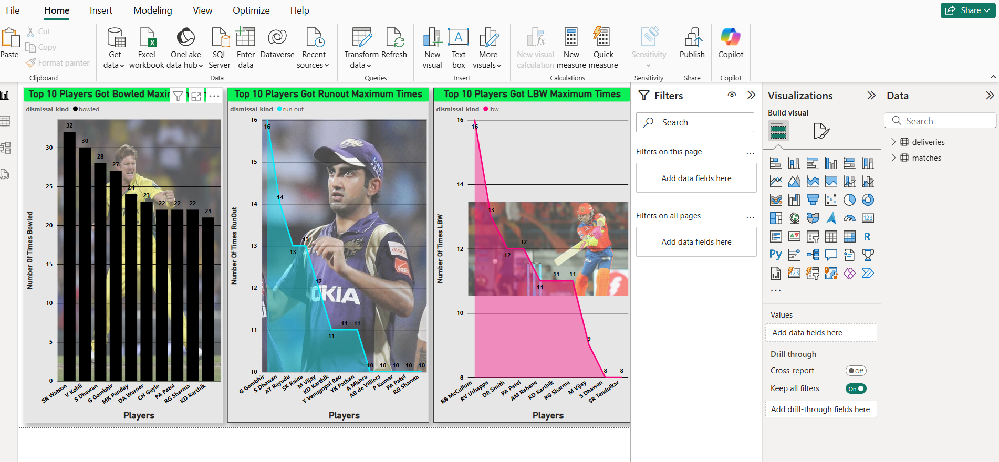 File Home Insert Modeling View Optimize Help
Share
Paste
Cut
Copy
Format painter
Clipboard
Get data
Excel workbook
OneLake data hub
SQL Server
Enter data
Dataverse
Recent sources
Data
Transform data
Refresh
Queries
New visual
Text box
More visuals
Insert
New visual calculation
New measure
Quick measure
Calculations
Sensitivity
Sensitivity
Publish
Share
Copilot
Copilot
Top 10 Players Got Bowled
dismissal_kind bowled
32
30
28
27
24
23
22
22
22
21
30
25
20
15
10
5
0
Number Of Times Bowled
SR Watson
V Kohli
S Dhawan
G Gambhir
MK Pandey
DA Warner
CH Gayle
PA Patel
RG Sharma
KD Karthik
Players
Top 10 Players Got Runout Maximum Times
dismissal_kind run out
16
15
14
13
12
11
10
16
14
13
13
12
11
11
11
10
10
10
10
10
Number Of Times RunOut
G Gambhir
S Dhawan
AT Rayudu
SK Raina
M Vijay
KD Karthik
Y Venugopal Rao
YK Pathan
A Mishra
AB de Villiers
P Kumar
PA Patel
RG Sharma
Players
Top 10 Players Got LBW Maximum Times
dismissal_kind lbw
16
14
12
10
8
16
13
12
12
11
11
11
9
8
8
Number Of Times LBW
BB McCullum
RV Uthappa
DR Smith
PA Patel
AM Rahane
KD Karthik
RG Sharma
M Vijay
S Dhawan
SR Tendulkar
Players
Filters
Search
Filters on this page
Add data fields here
Filters on all pages
Add data fields here
Visualizations
Build visual
123
R
Py
123
Values
Add data fields here
Drill through
Cross-report Off
Keep all filters On
Add drill-through fields here
Data
Search
deliveries
matches